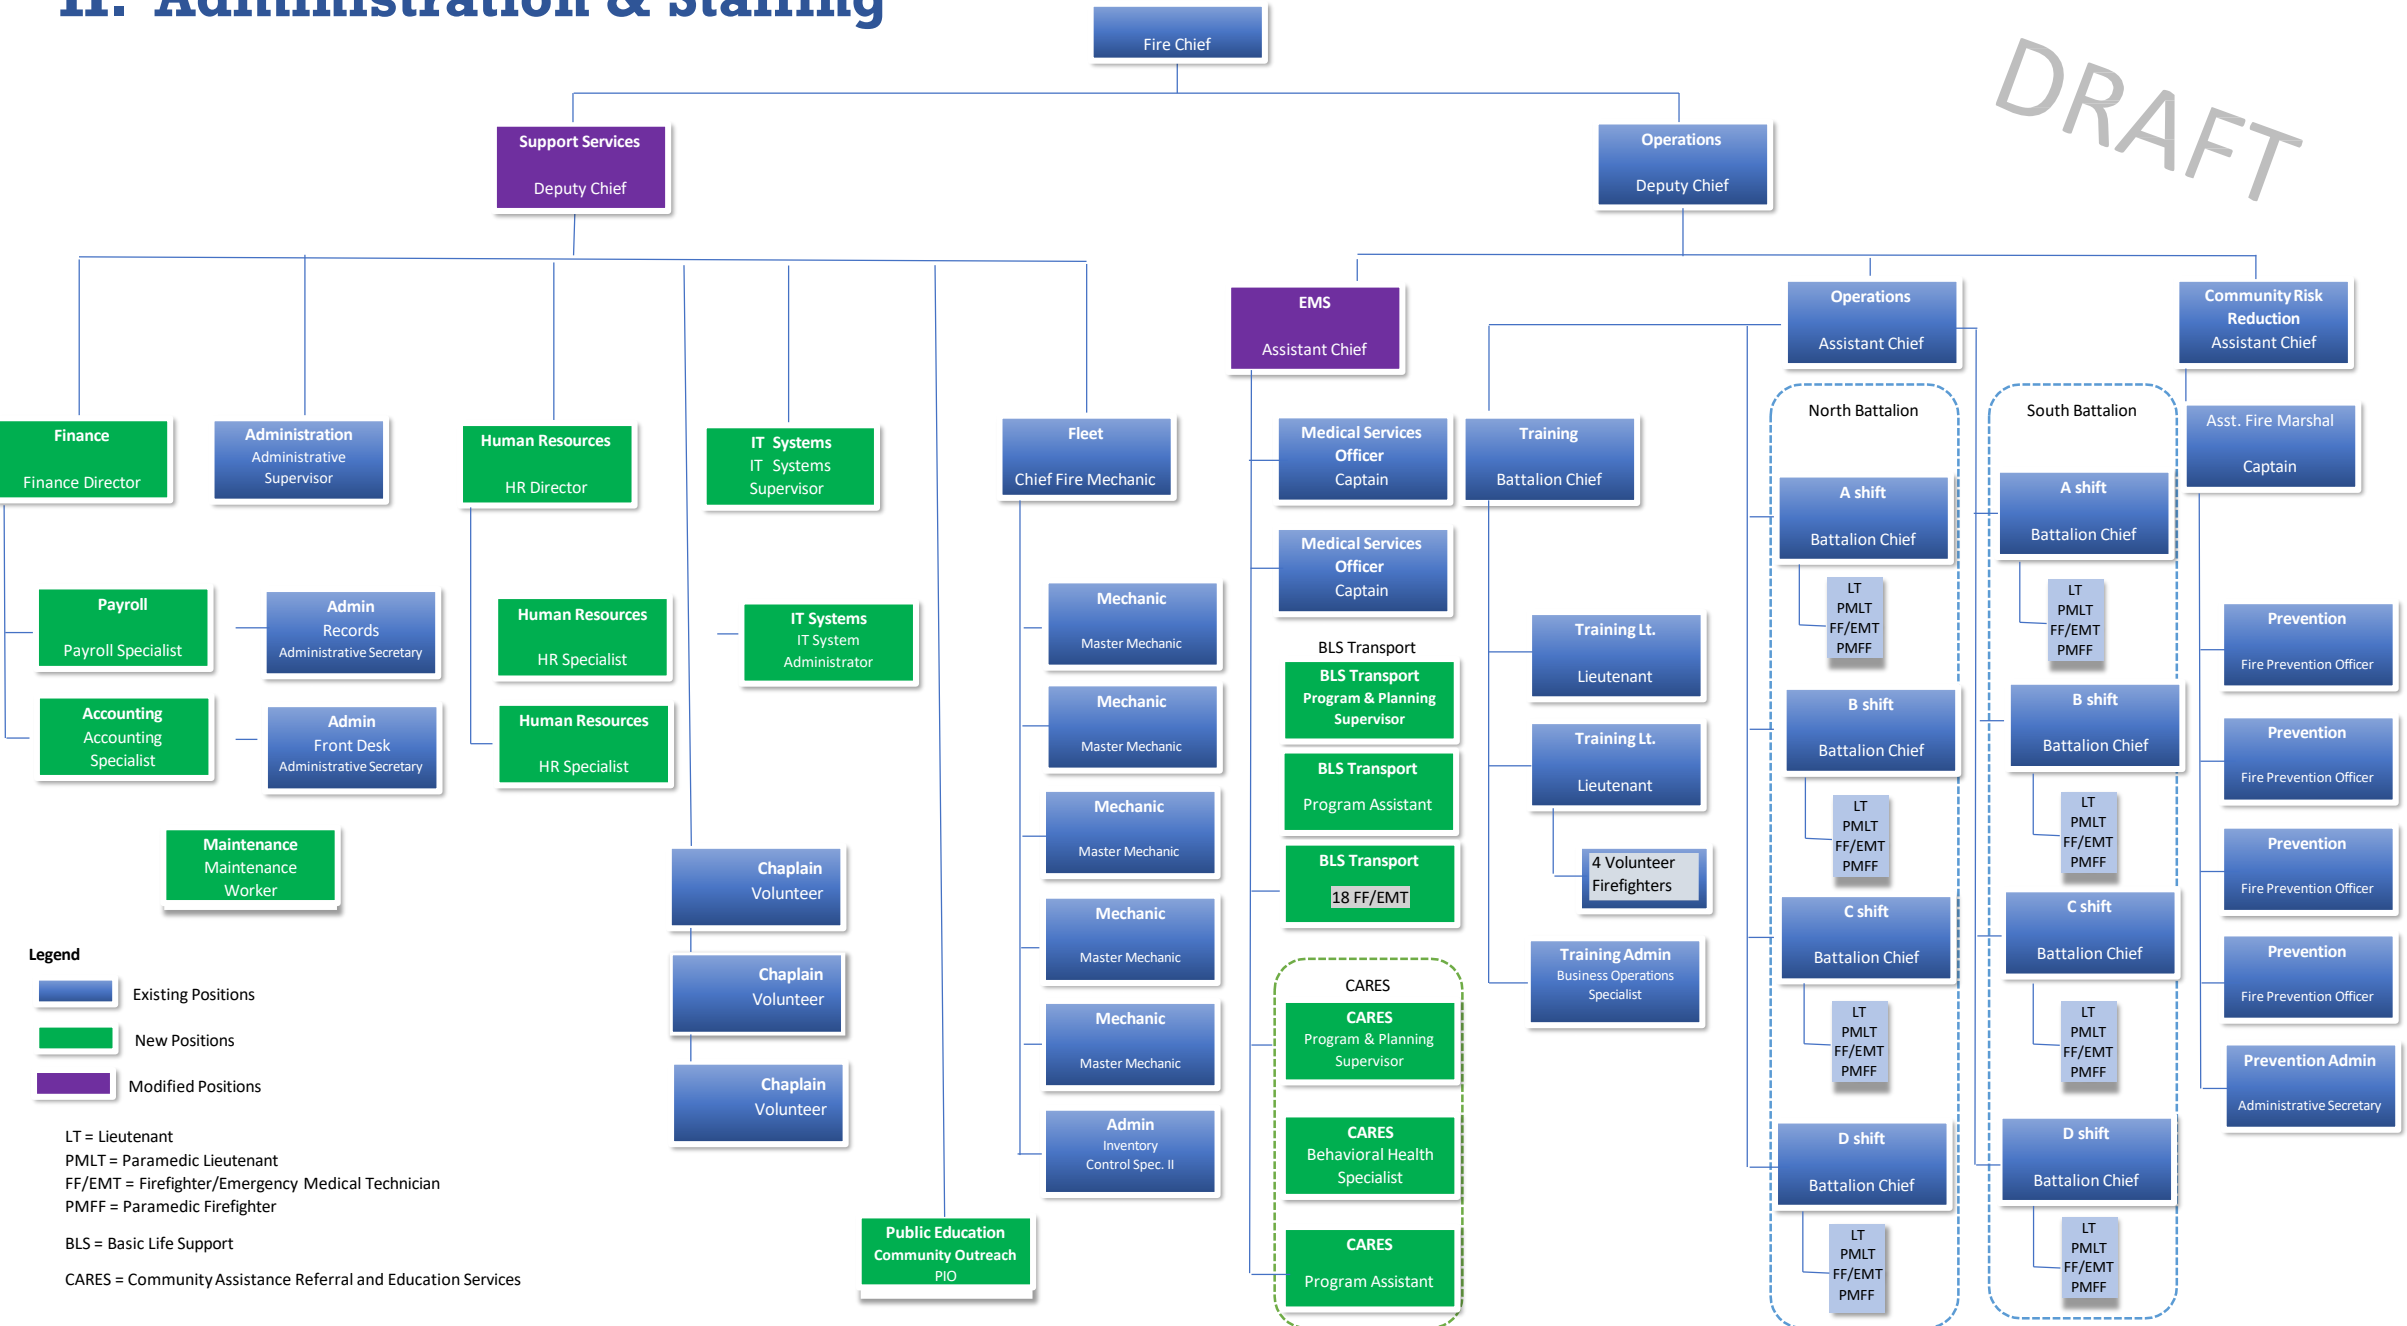 II. Administration & Staffing
DRAFT
Fire Chief
Support Services
Deputy Chief
Operations
Deputy Chief
Finance
Finance Director
Payroll
Payroll Specialist
Accounting
Accounting
Specialist
Administration
Administrative
Supervisor
Admin
Records
Administrative Secretary
Admin
Front Desk
Administrative Secretary
Maintenance
Maintenance
Worker
Human Resources
HR Director
Human Resources
HR Specialist
Human Resources
HR Specialist
Chaplain
Volunteer
Chaplain
Volunteer
Chaplain
Volunteer
IT Systems
IT Systems
Supervisor
IT Systems
IT System
Administrator
Public Education
Community Outreach
PIO
Fleet
Chief Fire Mechanic
Mechanic
Master Mechanic
Mechanic
Master Mechanic
Mechanic
Master Mechanic
Mechanic
Master Mechanic
Mechanic
Master Mechanic
Admin
Inventory
Control Spec. II
EMS
Assistant Chief
Medical Services
Officer
Captain
Medical Services
Officer
Captain
BLS Transport
BLS Transport
Program & Planning
Supervisor
BLS Transport
Program Assistant
BLS Transport
18 FF/EMT
CARES
CARES
Program & Planning
Supervisor
CARES
Behavioral Health
Specialist
CARES
Program Assistant
Operations
Assistant Chief
Training
Battalion Chief
Training Lt.
Lieutenant
Training Lt.
Lieutenant
4 Volunteer
Firefighters
Training Admin
Business Operations
Specialist
North Battalion
A shift
Battalion Chief
LT
PMLT
FF/EMT
PMFF
B shift
Battalion Chief
LT
PMLT
FF/EMT
PMFF
C shift
Battalion Chief
LT
PMLT
FF/EMT
PMFF
D shift
Battalion Chief
LT
PMLT
FF/EMT
PMFF
South Battalion
A shift
Battalion Chief
LT
PMLT
FF/EMT
PMFF
B shift
Battalion Chief
LT
PMLT
FF/EMT
PMFF
C shift
Battalion Chief
LT
PMLT
FF/EMT
PMFF
D shift
Battalion Chief
LT
PMLT
FF/EMT
PMFF
Community Risk
Reduction
Assistant Chief
Asst. Fire Marshal
Captain
Prevention
Fire Prevention Officer
Prevention
Fire Prevention Officer
Prevention
Fire Prevention Officer
Prevention
Fire Prevention Officer
Prevention Admin
Administrative Secretary
Legend
Existing Positions
New Positions
Modified Positions
LT = Lieutenant
PMLT = Paramedic Lieutenant
FF/EMT = Firefighter/Emergency Medical Technician
PMFF = Paramedic Firefighter
BLS = Basic Life Support
CARES = Community Assistance Referral and Education Services